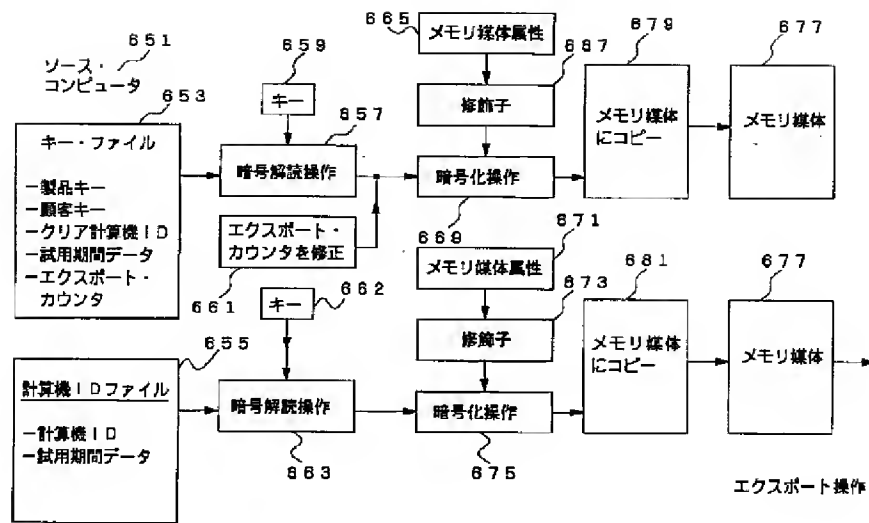 ソース・
コンピュータ
651
653
キー・ファイル
ー製品キー
ー顧客キー
ークリア計算機ID
ー試用期間データ
ーエクスポート・
カウンタ
659
キー
657
暗号解読操作
エクスポート・
カウンタを修正
661
665
メモリ媒体属性
667
修飾子
暗号化操作
669
679
メモリ媒体
にコピー
677
メモリ媒体
655
計算機IDファイル
ー計算機ID
ー試用期間データ
662
キー
暗号解読操作
663
671
メモリ媒体属性
673
修飾子
暗号化操作
675
681
メモリ媒体
にコピー
677
メモリ媒体
エクスポート操作